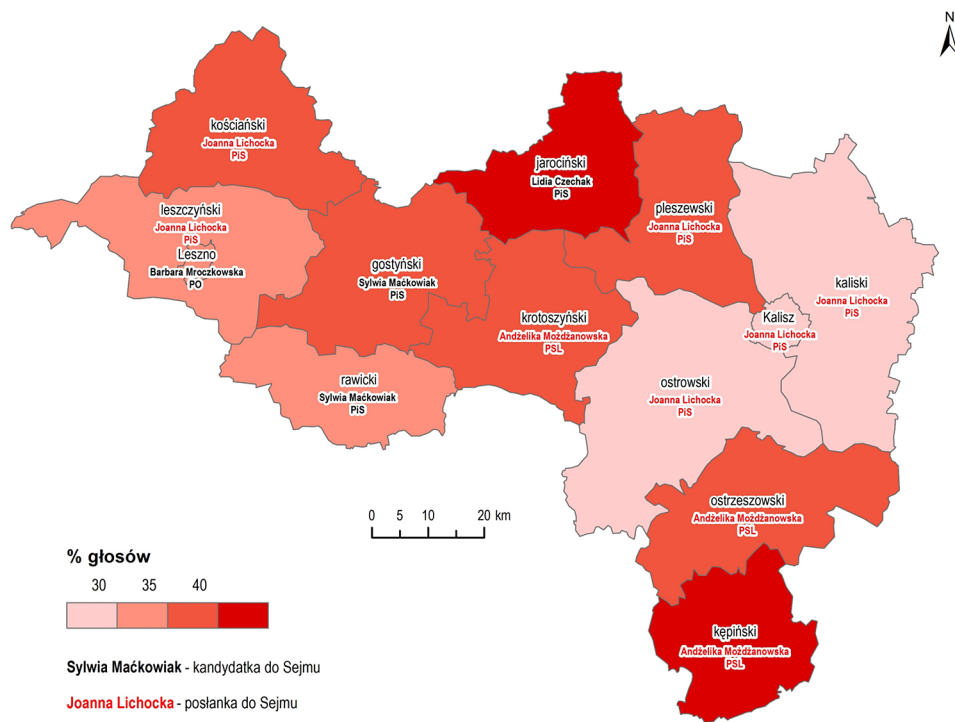 N
kościański
Joanna Lichocka
PiS
jarociński
Lidia Czechak
PiS
pleszewski
Joanna Lichocka
PiS
leszczyński
Joanna Lichocka
PiS
Leszno
Barbara Mroczkowska
PO
gostyński
Sylwia Maćkowiak
PiS
kaliski
Joanna Lichocka
PiS
krotoszyński
Andżelika Możdżanowska
PSL
Kalisz
Joanna Lichocka
PiS
rawicki
Sylwia Maćkowiak
PiS
ostrowski
Joanna Lichocka
PiS
ostrzeszowski
Andżelika Możdżanowska
PSL
0 5 10 20 km
% głosów
30 35 40
kępiński
Andżelika Możdżanowska
PSL
Sylwia Maćkowiak - kandydatka do Sejmu
Joanna Lichocka - posłanka do Sejmu